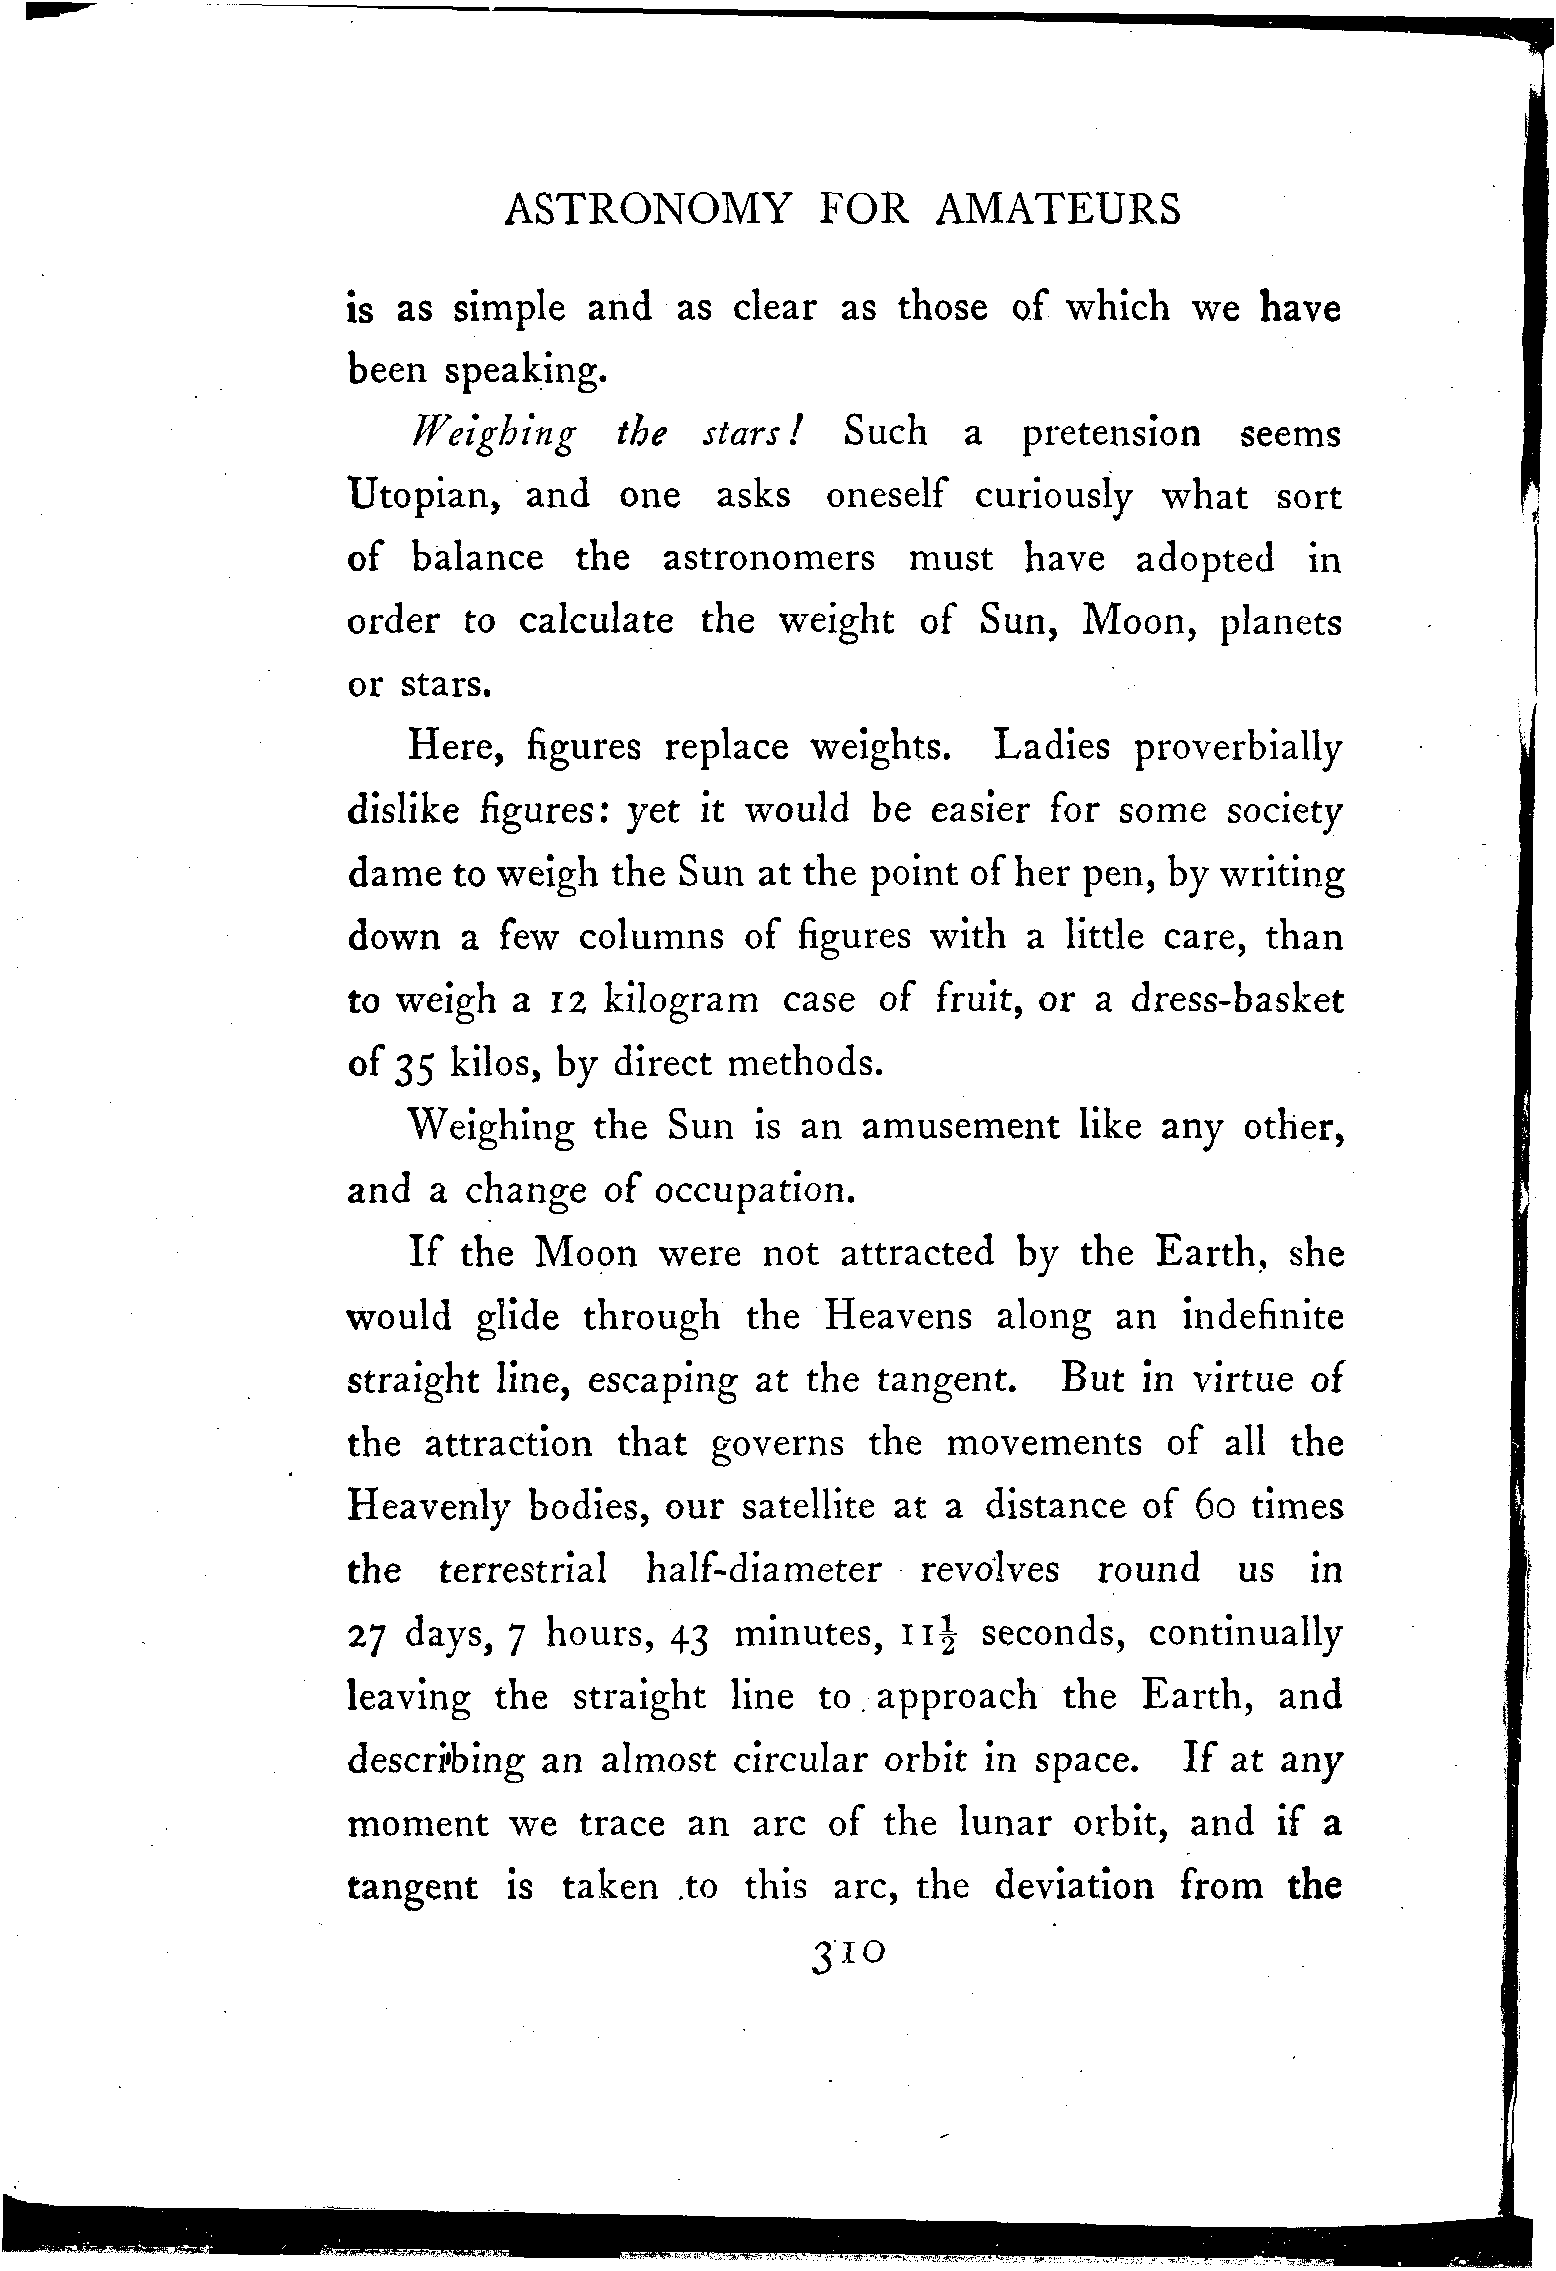 ASTRONOMY FOR AMATEURS
is as simple and as clear as those of which we have
been speaking.
Weighing the stars! Such a pretension seems
Utopian, and one asks oneself curiously what sort
of balance the astronomers must have adopted in
order to calculate the weight of Sun, Moon, planets
or stars.
Here, figures replace weights. Ladies proverbially
dislike figures: yet it would be easier for some society
dame to weigh the Sun at the point of her pen, by writing
down a few columns of figures with a little care, than
to weigh a 12 kilogram case of fruit, or a dress-basket
of 35 kilos, by direct methods.
Weighing the Sun is an amusement like any other,
and a change of occupation.
If the Moon were not attracted by the Earth, she
would glide through the Heavens along an indefinite
straight line, escaping at the tangent. But in virtue of
the attraction that governs the movements of all the
Heavenly bodies, our satellite at a distance of 60 times
the terrestrial half-diameter revolves round us in
27 days, 7 hours, 43 minutes, 11½ seconds, continually
leaving the straight line to approach the Earth, and
describing an almost circular orbit in space. If at any
moment we trace an arc of the lunar orbit, and if a
tangent is taken to this arc, the deviation from the
310